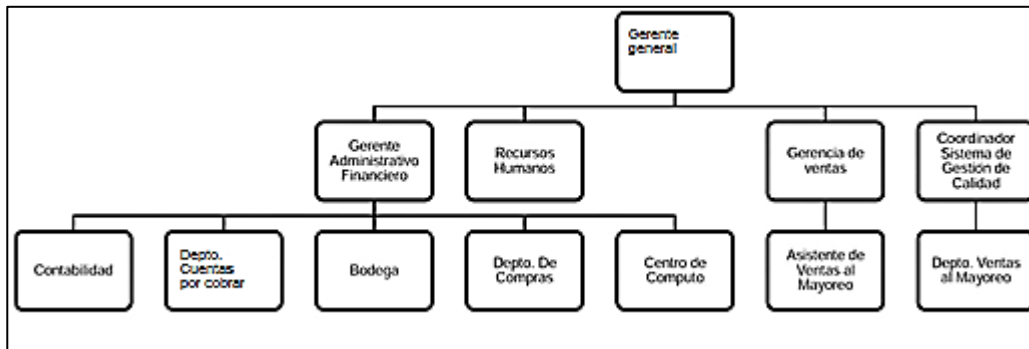 Gerente
general
Gerente
Administrativo
Financiero
Recursos
Humanos
Gerencia de
ventas
Coordinador
Sistema de
Gestión de
Calidad
Contabilidad
Depto.
Cuentas
por cobrar
Bodega
Depto. De
Compras
Centro de
Computo
Asistente de
Ventas al
Mayoreo
Depto. Ventas
al Mayoreo